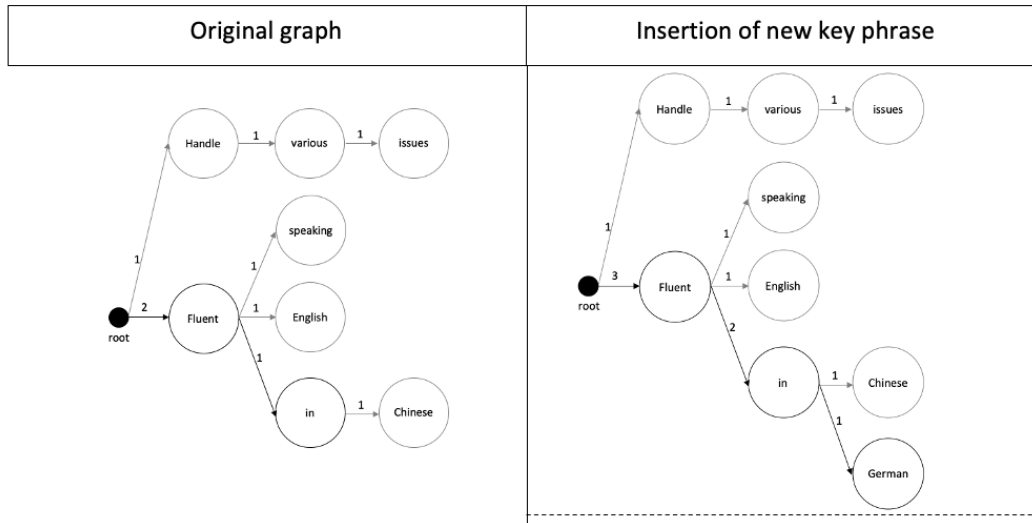 Original graph
Insertion of new key phrase
Handle
1
various
1
issues
speaking
1
1
root
2
Fluent
1
English
1
in
1
Chinese
Handle
1
various
1
issues
speaking
1
1
root
3
Fluent
1
English
2
in
1
Chinese
1
German